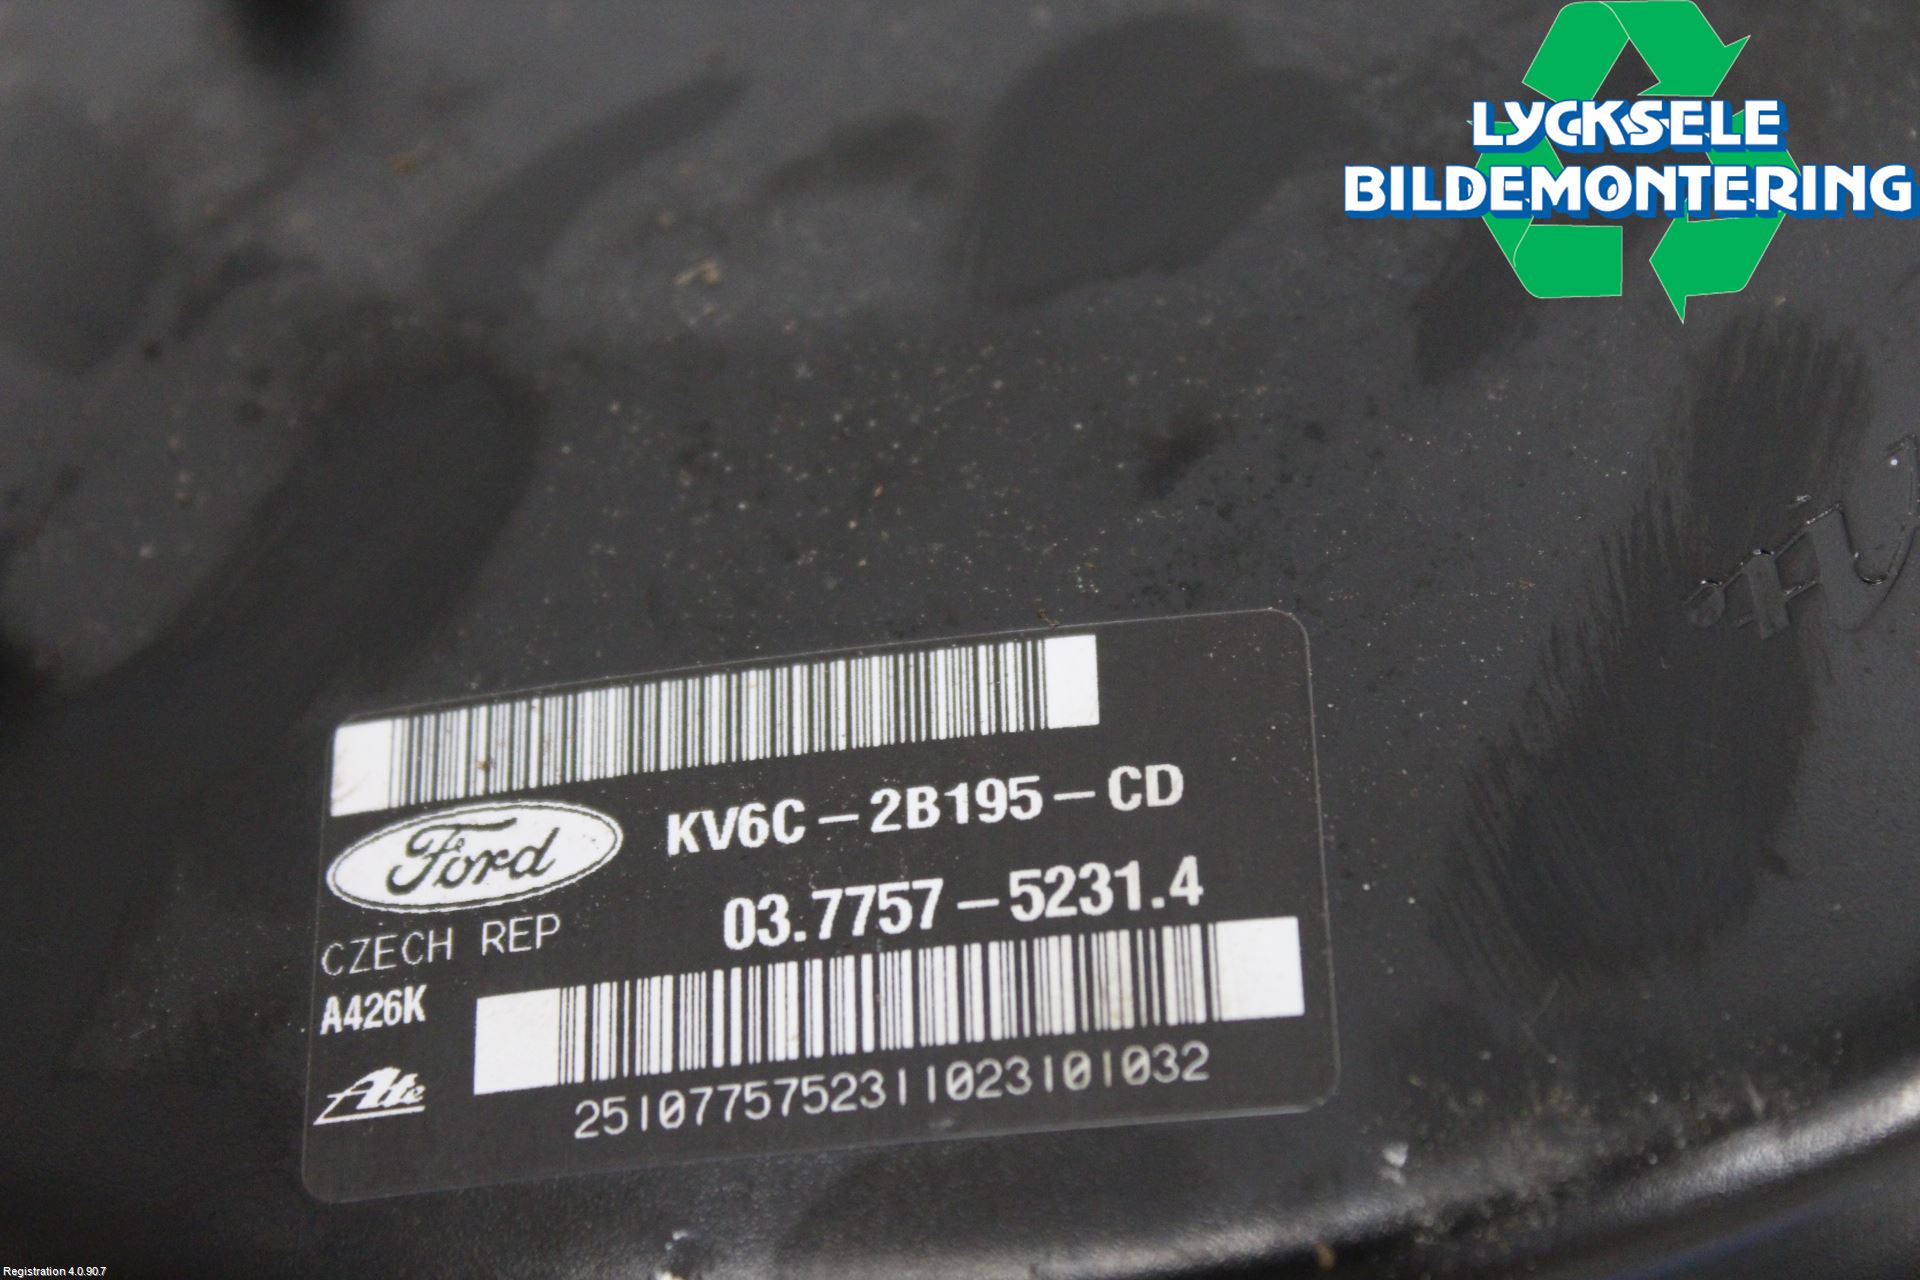 LYCKSELE
BILDEMONTERING
Ford
KV6C-2B195-CD
03.7757-5231.4
CZECH REP
A426K
Ate
2510775752311023101032
Registration 4.0.90.7